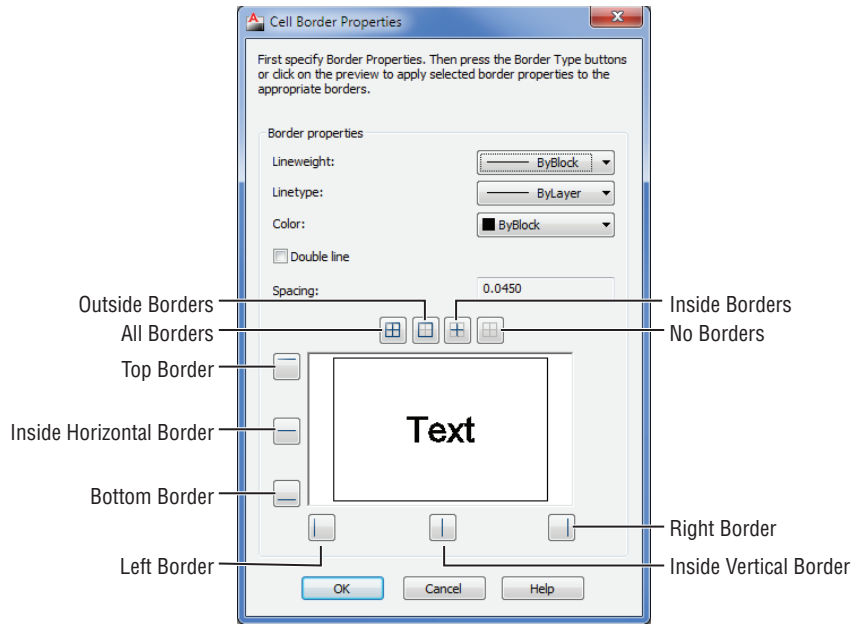 Cell Border Properties
First specify Border Properties. Then press the Border Type buttons
or click on the preview to apply selected border properties to the
appropriate borders.
Border properties
Lineweight:
ByBlock
Linetype:
ByLayer
Color:
ByBlock
Double line
Spacing:
0.0450
Outside Borders
Inside Borders
All Borders
No Borders
Top Border
Inside Horizontal Border
Text
Bottom Border
Right Border
Left Border
Inside Vertical Border
OK
Cancel
Help